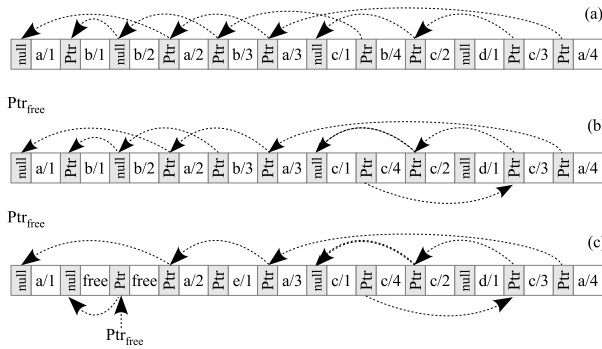 (a)
null a/1 Ptr b/1 null b/2 Ptr a/2 Ptr b/3 Ptr a/3 null c/1 Ptr b/4 Ptr c/2 null d/1 Ptr c/3 Ptr a/4
Ptrfree
(b
null a/1 Ptr b/1 null b/2 Ptr a/2 Ptr b/3 Ptr a/3 null c/1 Ptr c/4 Ptr c/2 null d/1 Ptr c/3 Ptr a/4
Ptrfree
(c
null a/1 null free Ptr free Ptr a/2 Ptr e/1 Ptr a/3 null c/1 Ptr c/4 Ptr c/2 null d/1 Ptr c/3 Ptr a/4
Ptrfree